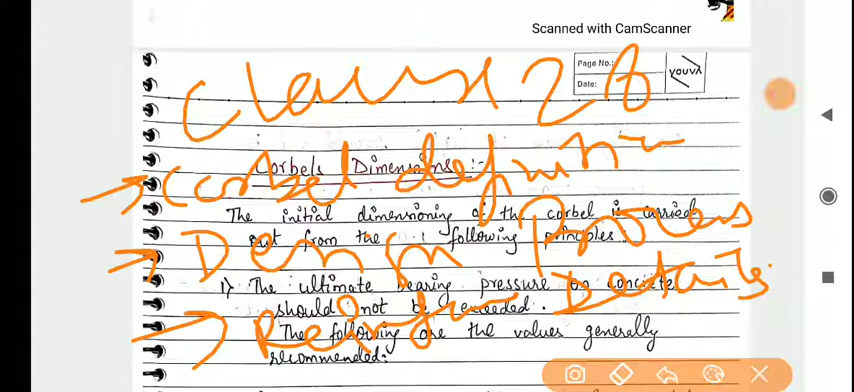 Scanned with CamScanner
Page No.:
Date:
YOUVA
Clause 28
Corbels Dimensions :-
→ Corbel definition
The initial dimensioning of the corbel is carried
out from the following principles:
→ Design Process
1). The ultimate bearing pressure on concrete
should not be exceeded.
→ Details
The following are the values generally
recommended: